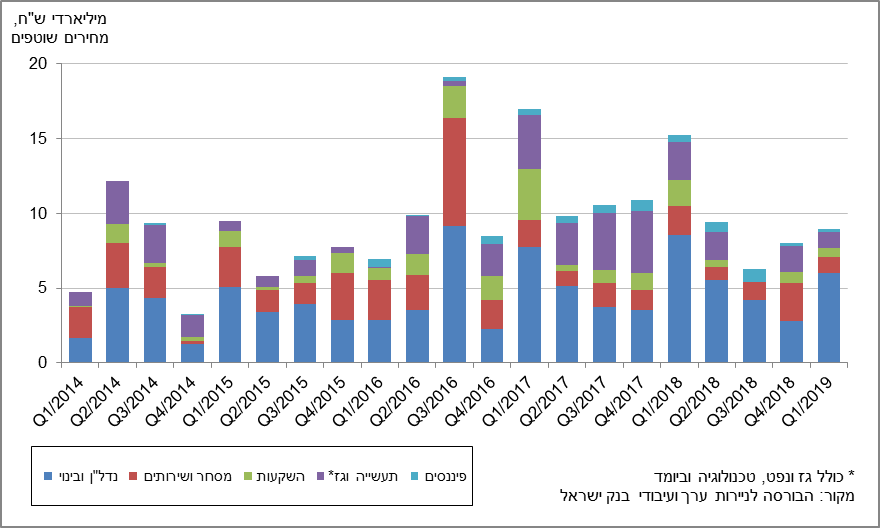 מיליארדי ש"ח,
מחירים שוטפים
20
15
10
5
0
Q1/2014
Q2/2014
Q3/2014
Q4/2014
Q1/2015
Q2/2015
Q3/2015
Q4/2015
Q1/2016
Q2/2016
Q3/2016
Q4/2016
Q1/2017
Q2/2017
Q3/2017
Q4/2017
Q1/2018
Q2/2018
Q3/2018
Q4/2018
Q1/2019
נדל"ן ובינוי
מסחר ושירותים
השקעות
תעשייה וגז*
פיננסים
* כולל גז ונפט, טכנולוגיה וביומד
מקור: הבורסה לניירות ערך ועיבודי בנק ישראל